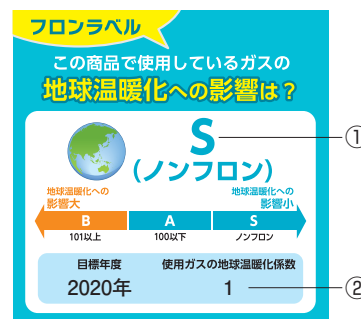 フロンラベル
この商品で使用しているガスの
地球温暖化への影響は？
S
①
(ノンフロン)
地球温暖化への
影響大
地球温暖化への
影響小
B A S
101以上 100以下 ノンフロン
目標年度 使用ガスの地球温暖化係数
2020年 1
②